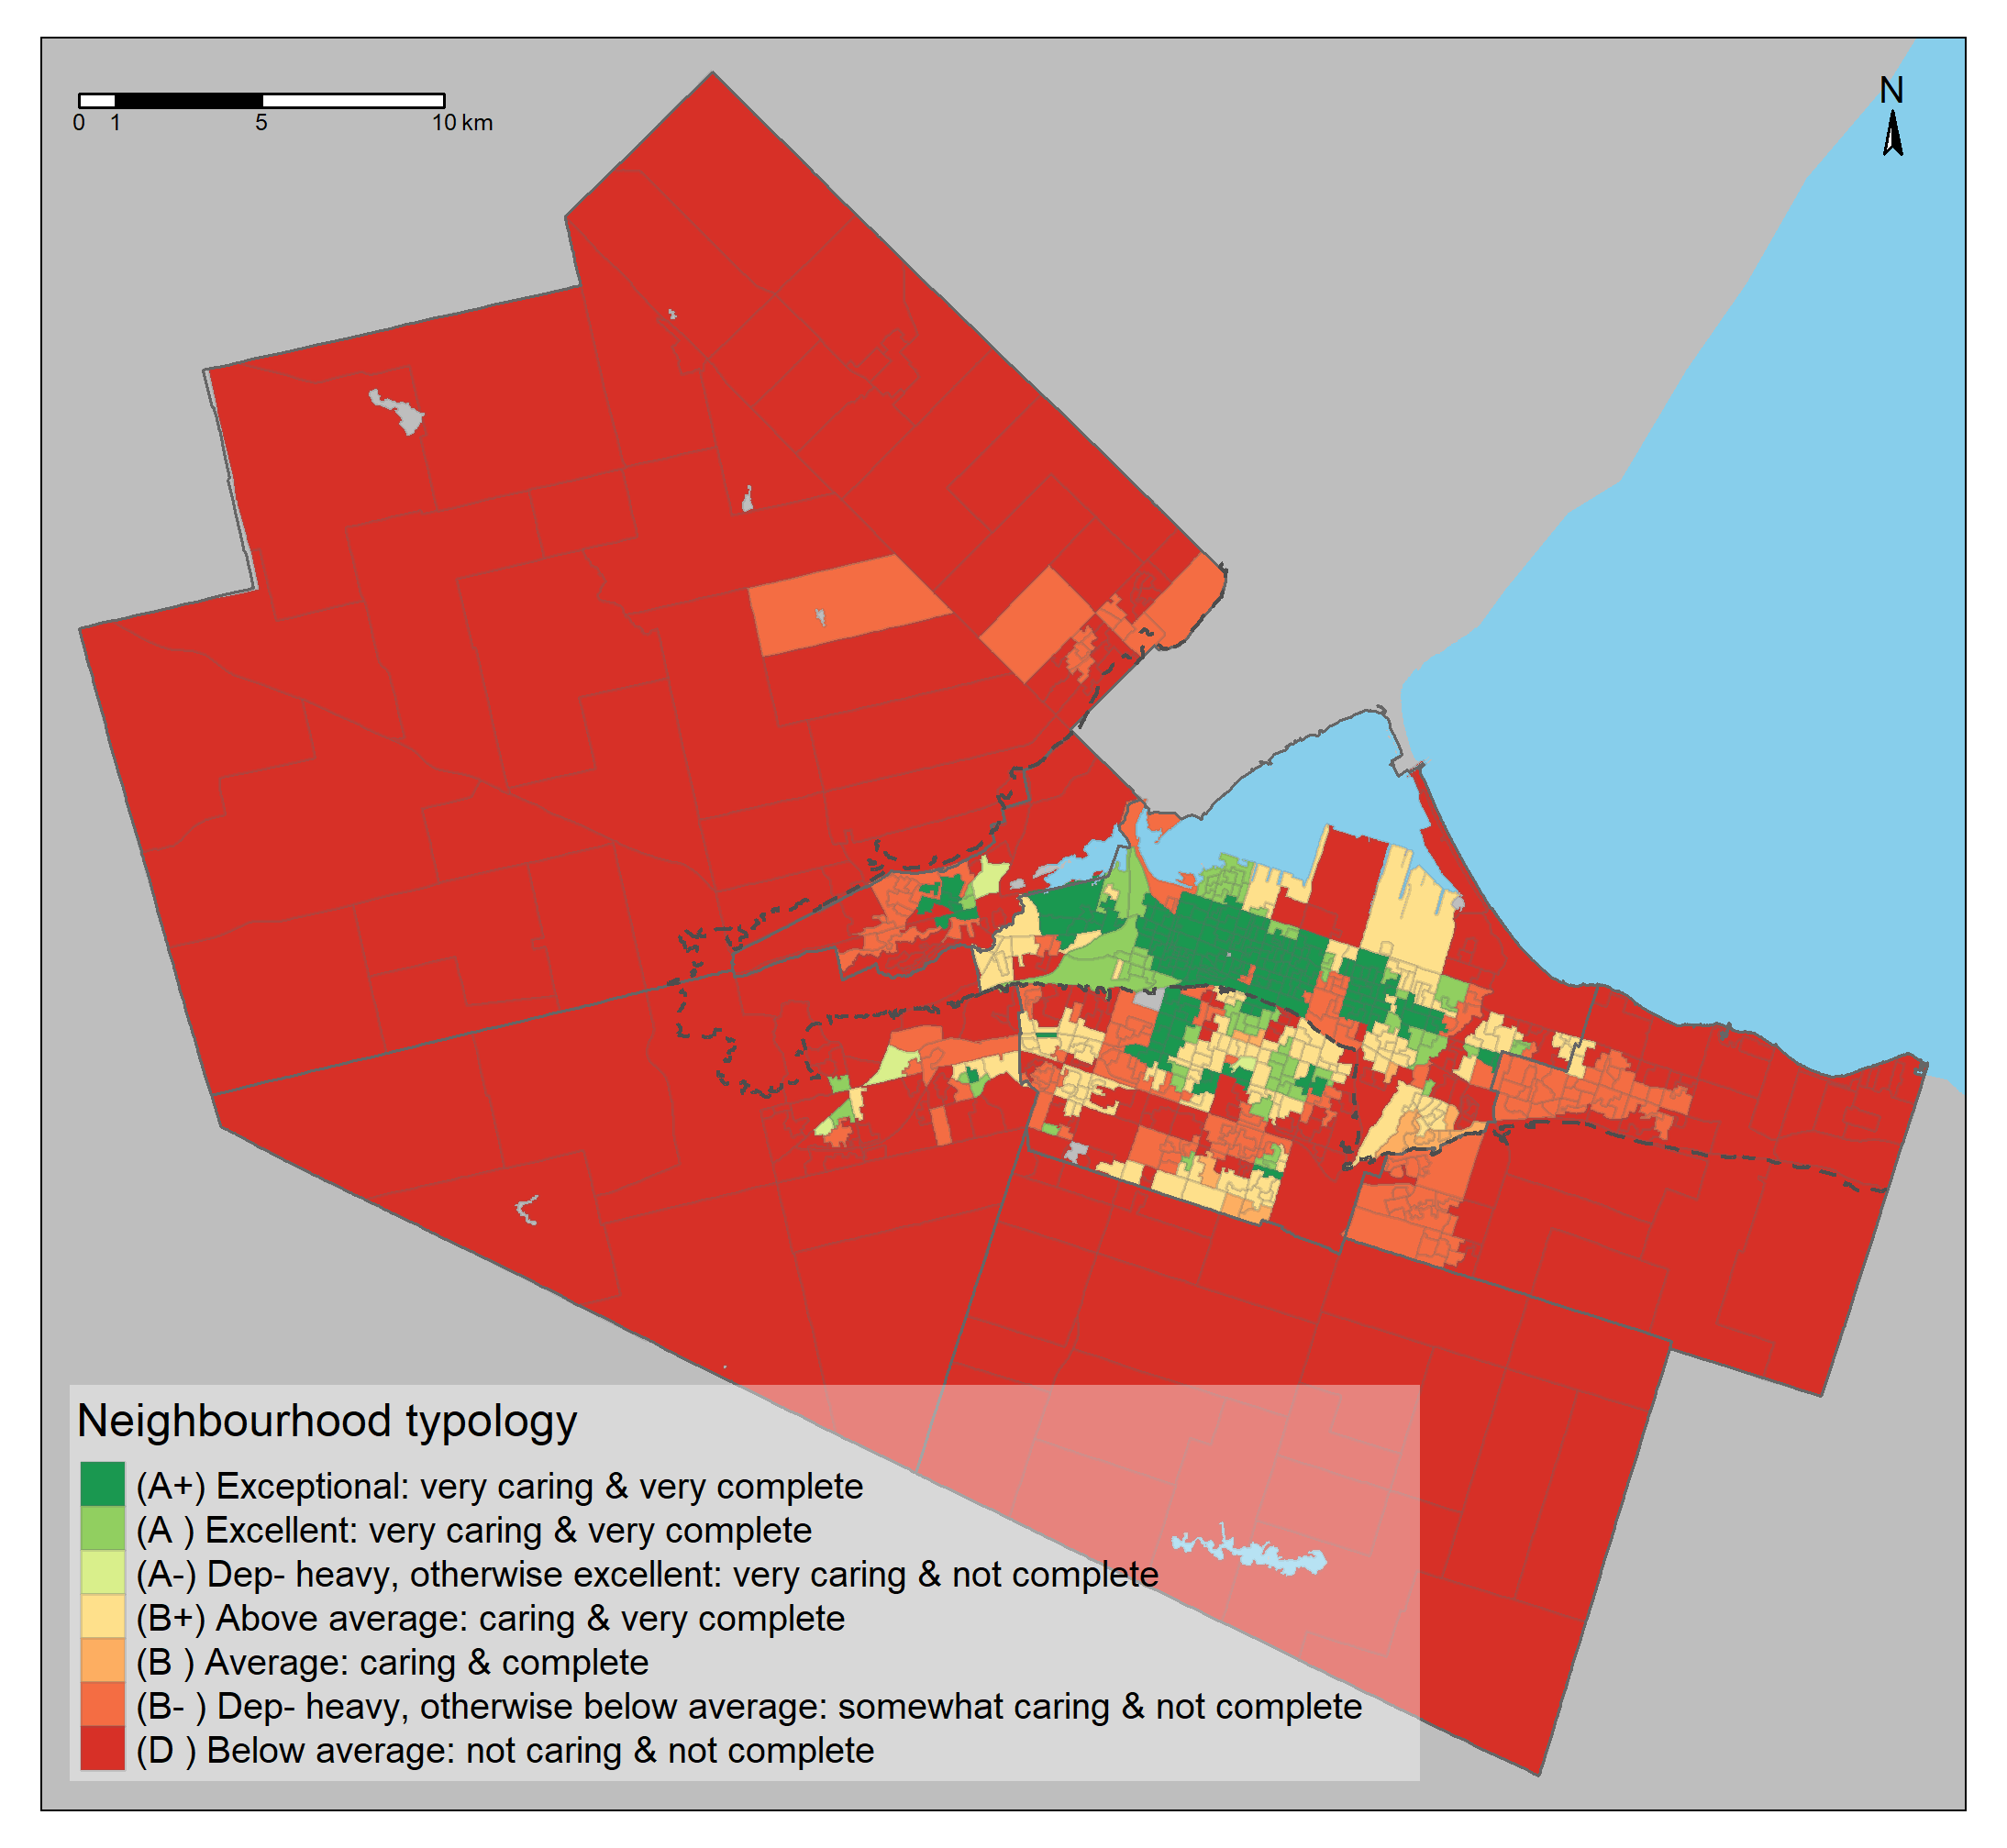 N
0 1 5 10 km
Neighbourhood typology
(A+) Exceptional: very caring & very complete
(A ) Excellent: very caring & very complete
(A-) Dep- heavy, otherwise excellent: very caring & not complete
(B+) Above average: caring & very complete
(B ) Average: caring & complete
(B- ) Dep- heavy, otherwise below average: somewhat caring & not complete
(D ) Below average: not caring & not complete